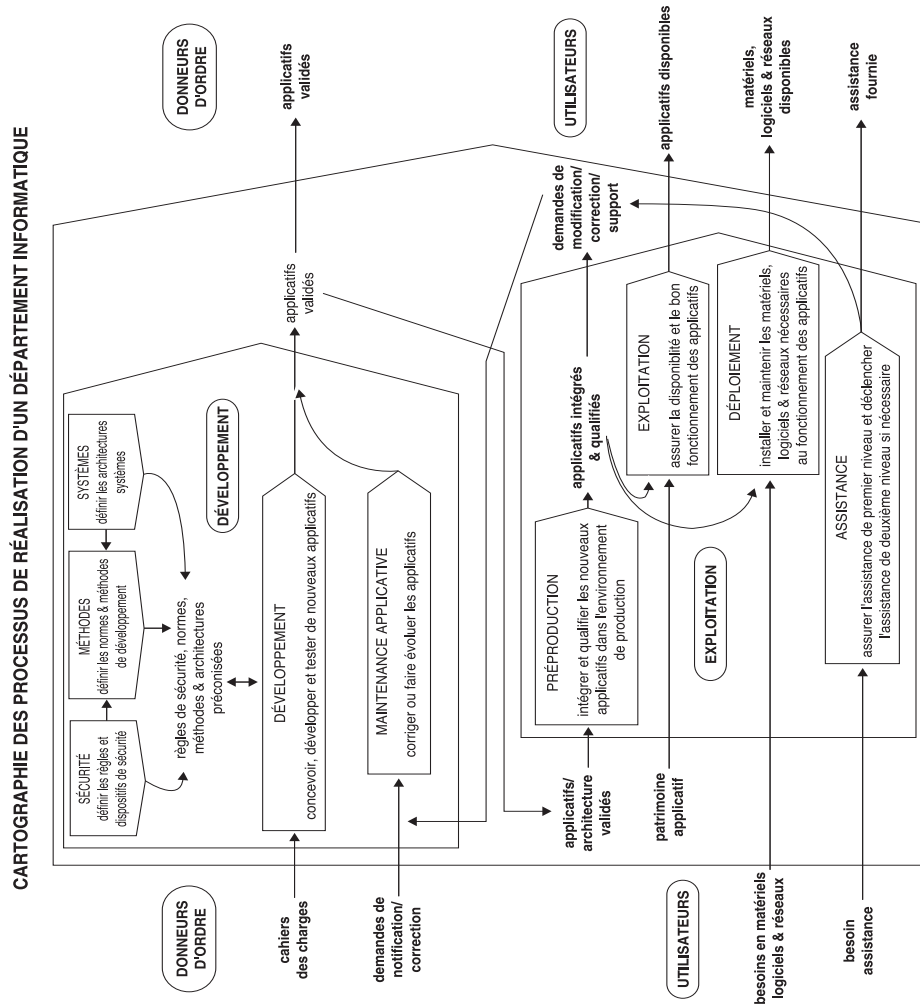 CARTOGRAPHIE DES PROCESSUS DE RÉALISATION D'UN DÉPARTEMENT INFORMATIQUE
DONNEURS
D'ORDRE
cahiers
des charges
demandes de
notification/
correction
SÉCURITÉ
définir les règles et
dispositifs de sécurité
MÉTHODES
définir les normes & méthodes
de développement
SYSTÈMES
définir les architectures
systèmes
règles de sécurité, normes,
méthodes & architectures
préconisées
DÉVELOPPEMENT
DÉVELOPPEMENT
concevoir, développer et tester de nouveaux applicatifs
MAINTENANCE APPLICATIVE
corriger ou faire évoluer les applicatifs
applicatifs
validés
DONNEURS
D'ORDRE
applicatifs
validés
UTILISATEURS
besoins en matériels
logiciels & réseaux
besoin
assistance
applicatifs/
architecture
validés
patrimoine
applicatif
PRÉPRODUCTION
intégrer et qualifier les nouveaux
applicatifs dans l'environnement
de production
applicatifs intégrés
& qualifiés
demandes de
modification/
correction/
support
EXPLOITATION
EXPLOITATION
assurer la disponiblité et le bon
fonctionnement des applicatifs
DÉPLOIEMENT
installer et maintenir les matériels,
logiciels & réseaux nécessaires
au fonctionnement des applicatifs
ASSISTANCE
assurer l'assistance de premier niveau et déclencher
l'assistance de deuxième niveau si nécessaire
UTILISATEURS
applicatifs disponibles
matériels,
logiciels & réseaux
disponibles
assistance
fournie